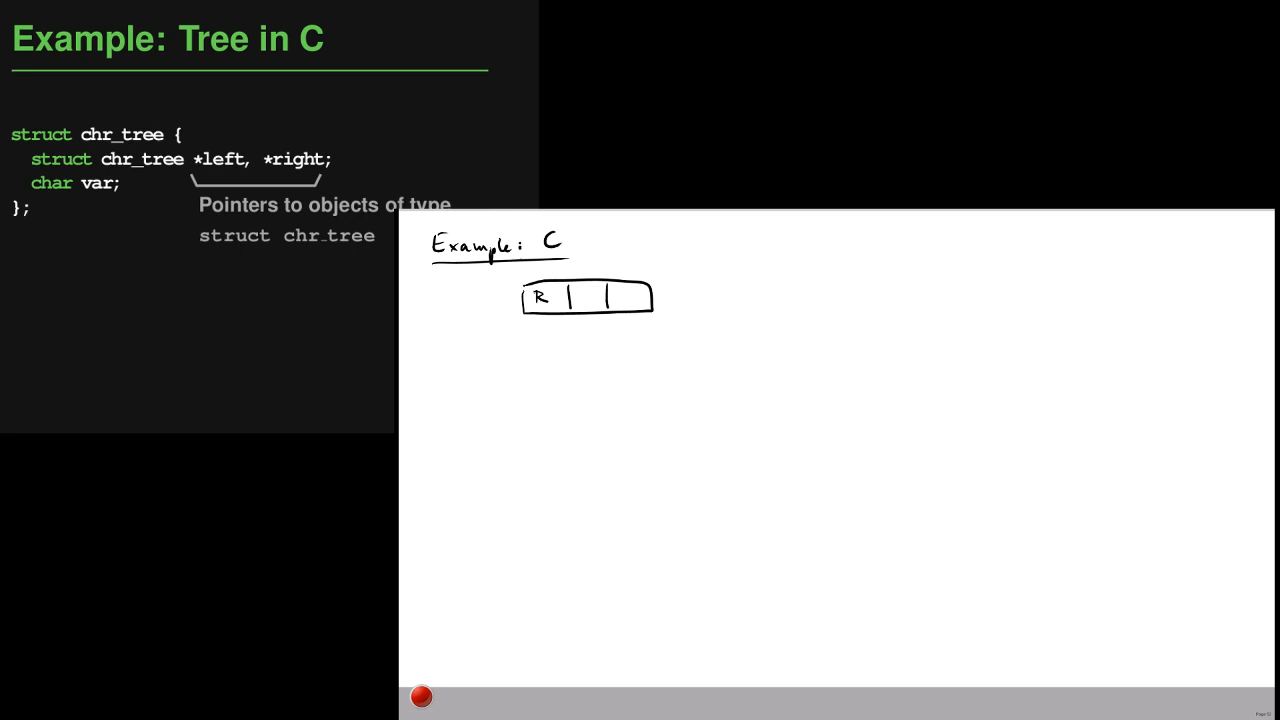 Example: Tree in C
struct chr_tree {
struct chr_tree *left, *right;
char var;
};
Pointers to objects of type
struct chr_tree
Example: C
R